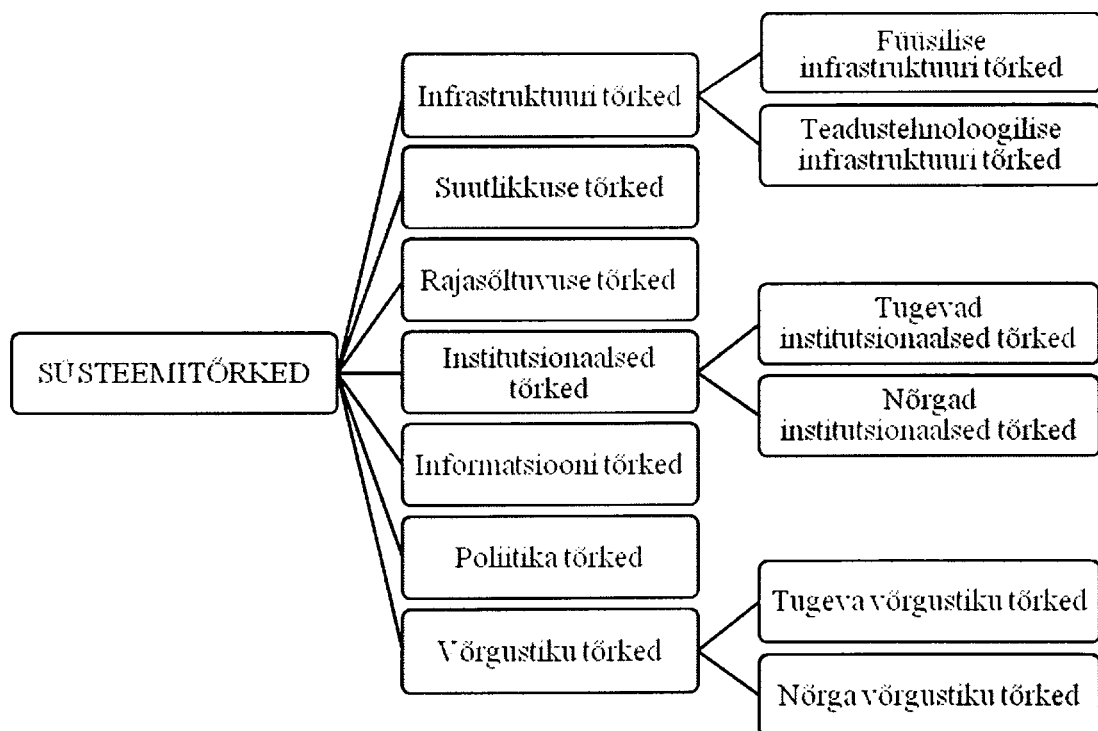 SÜSTEEMITÕRKED
Infrastruktuuri tõrked
Füüsilise
infrastruktuuri tõrked
Teadustehnoloogilise
infrastruktuuri tõrked
Suutlikkuse tõrked
Rajasõltuvuse tõrked
Institutsionaalsed
tõrked
Tugevad
institutsionaalsed tõrked
Nõrgad
institutsionaalsed tõrked
Informatsiooni tõrked
Poliitika tõrked
Võrgustiku tõrked
Tugeva võrgustiku tõrked
Nõrga võrgustiku tõrked